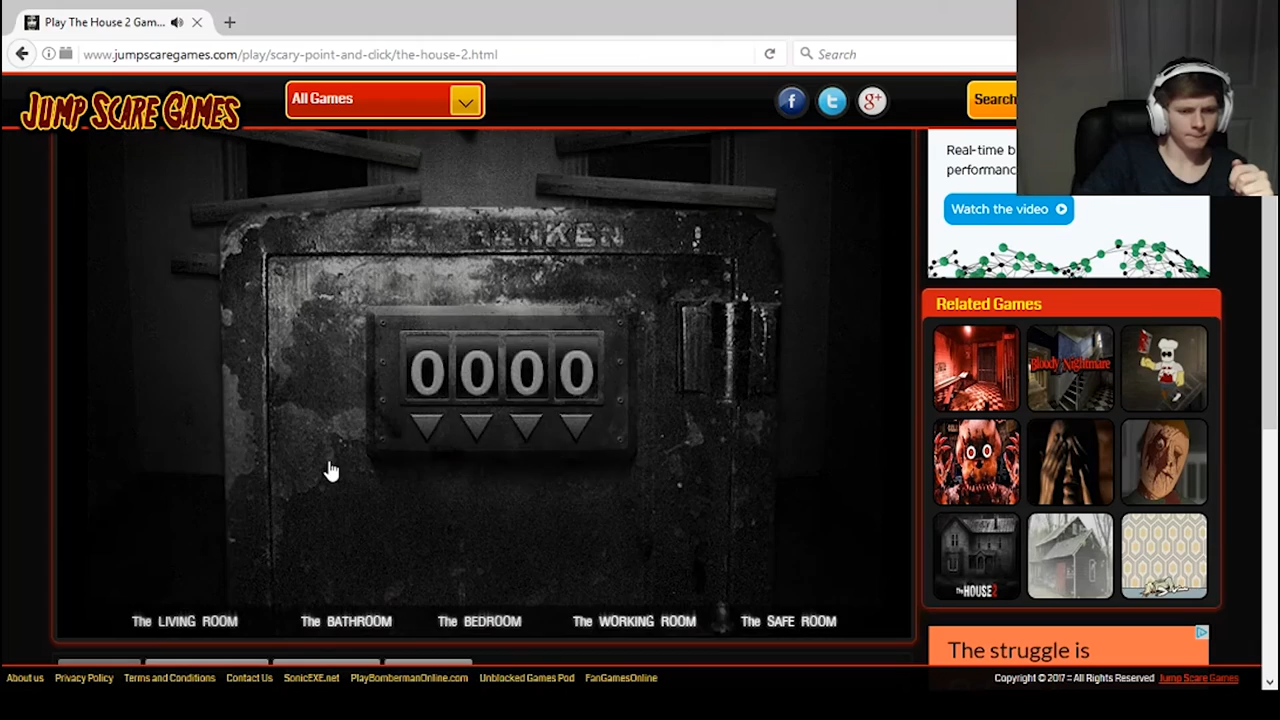 Play The House 2 Gam...
www.jumpscaregames.com/play/scary-point-and-click/the-house-2.html
Search
JUMP SCARE GAMES
All Games
f
t
g+
Search
Real-time b
performanc
Watch the video
Related Games
BANKEN
0000
Bloody Nightmare
The HOUSE 2
The LIVING ROOM
The BATHROOM
The BEDROOM
The WORKING ROOM
The SAFE ROOM
The struggle is
About us
Privacy Policy
Terms and Conditions
Contact Us
SonicEXE.net
PlayBombermanOnline.com
Unblocked Games Pod
FanGamesOnline
Copyright © 2017 = All Rights Reserved Jump Scare Games